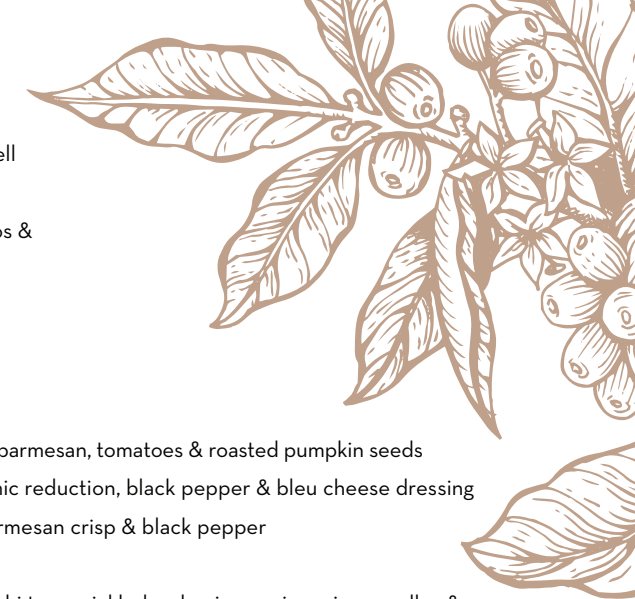 ell
os &
parmesan, tomatoes & roasted pumpkin seeds
nic reduction, black pepper & bleu cheese dressing
rmesan crisp & black pepper